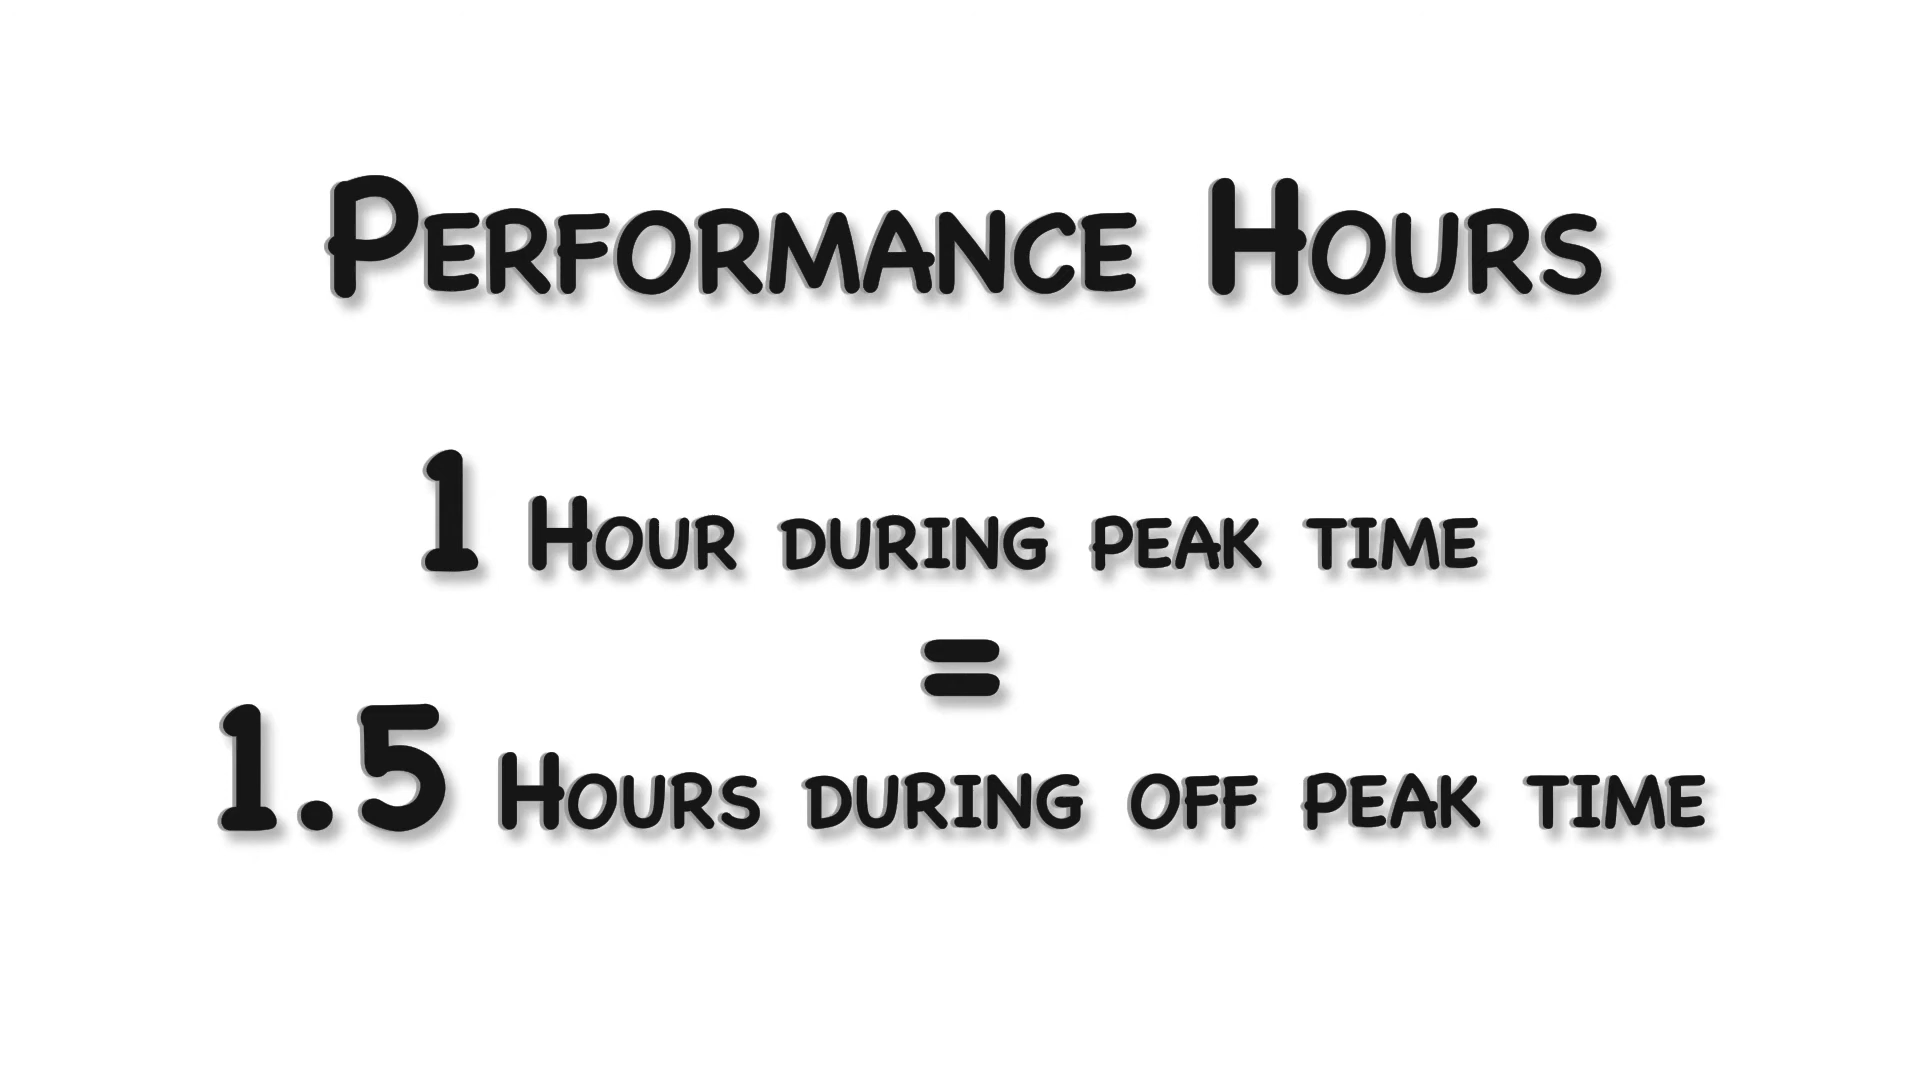 Performance Hours
1 Hour during peak time
=
1.5 Hours during off peak time